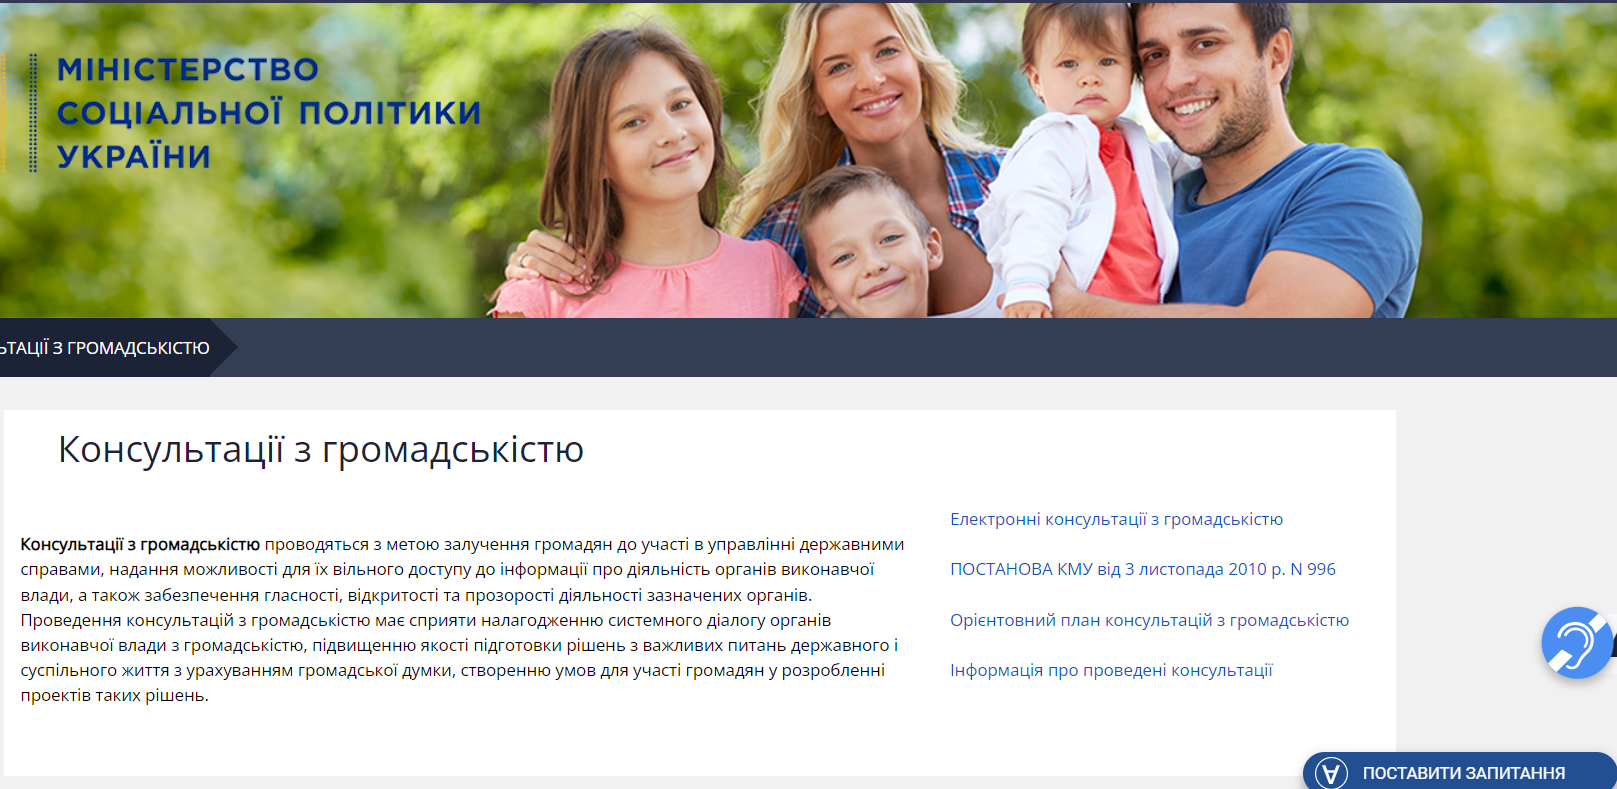 МІНІСТЕРСТВО
СОЦІАЛЬНОЇ ПОЛІТИКИ
УКРАЇНИ
ЬТАЦІЇ З ГРОМАДСЬКІСТЮ
Консультації з громадськістю
Консультації з громадськістю проводяться з метою залучення громадян до участі в управлінні державними
справами, надання можливості для їх вільного доступу до інформації про діяльність органів виконавчої
влади, а також забезпечення гласності, відкритості та прозорості діяльності зазначених органів.
Проведення консультацій з громадськістю має сприяти налагодженню системного діалогу органів
виконавчої влади з громадськістю, підвищенню якості підготовки рішень з важливих питань державного і
суспільного життя з урахуванням громадської думки, створенню умов для участі громадян у розробленні
проектів таких рішень.
Електронні консультації з громадськістю
ПОСТАНОВА КМУ від 3 листопада 2010 р. N 996
Орієнтовний план консультацій з громадськістю
Інформація про проведені консультації
ПОСТАВИТИ ЗАПИТАННЯ